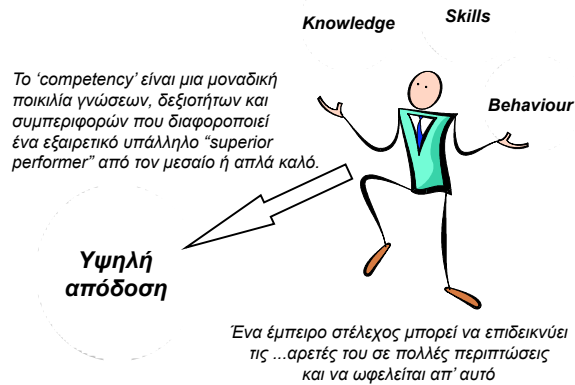 Knowledge
Skills
Behaviour
Το ‘competency’ είναι μια μοναδική
ποικιλία γνώσεων, δεξιοτήτων και
συμπεριφορών που διαφοροποιεί
ένα εξαιρετικό υπάλληλο “superior
performer” από τον μεσαίο ή απλά καλό.
Υψηλή
απόδοση
Ένα έμπειρο στέλεχος μπορεί να επιδεικνύει
τις ...αρετές του σε πολλές περιπτώσεις
και να ωφελείται απ’ αυτό